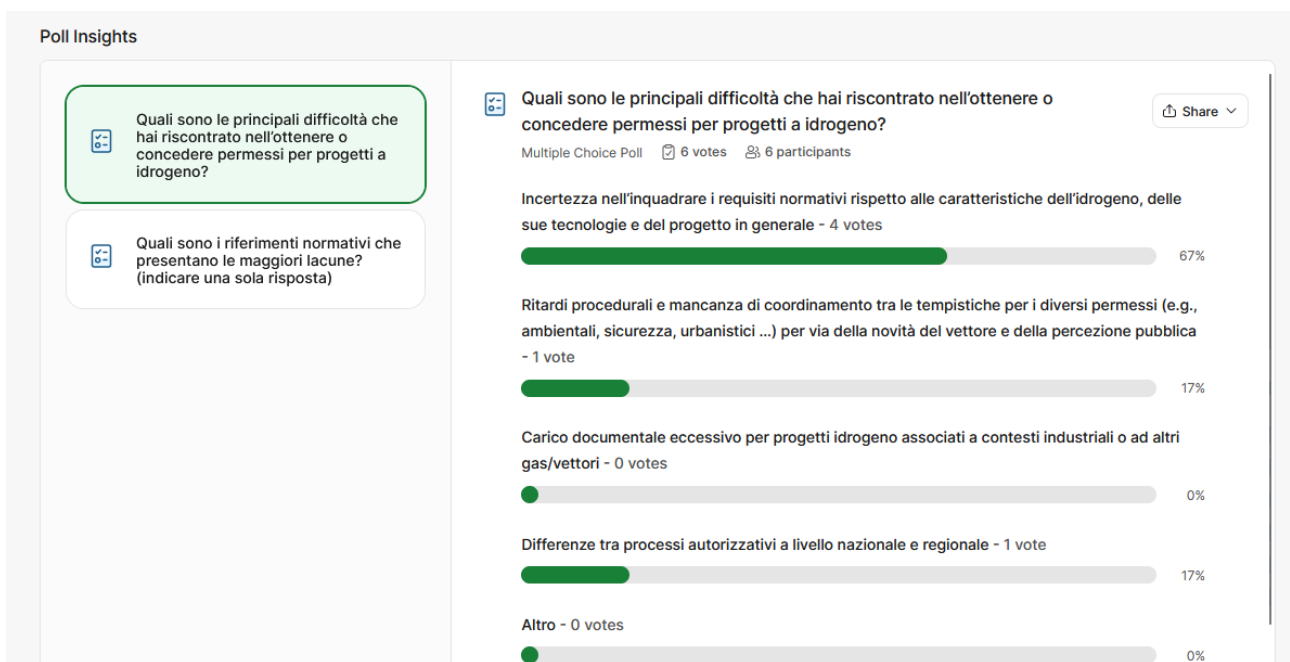 Poll Insights
Quali sono le principali difficoltà che
hai riscontrato nell’ottenere o
concedere permessi per progetti a
idrogeno?
Quali sono i riferimenti normativi che
presentano le maggiori lacune?
(indicare una sola risposta)
Quali sono le principali difficoltà che hai riscontrato nell’ottenere o
concedere permessi per progetti a idrogeno?
Share
Multiple Choice Poll 6 votes 6 participants
Incertezza nell’inquadrare i requisiti normativi rispetto alle caratteristiche dell’idrogeno, delle
sue tecnologie e del progetto in generale - 4 votes
67%
Ritardi procedurali e mancanza di coordinamento tra le tempistiche per i diversi permessi (e.g.,
ambientali, sicurezza, urbanistici ...) per via della novità del vettore e della percezione pubblica
- 1 vote
17%
Carico documentale eccessivo per progetti idrogeno associati a contesti industriali o ad altri
gas/vettori - 0 votes
0%
Differenze tra processi autorizzativi a livello nazionale e regionale - 1 vote
17%
Altro - 0 votes
0%